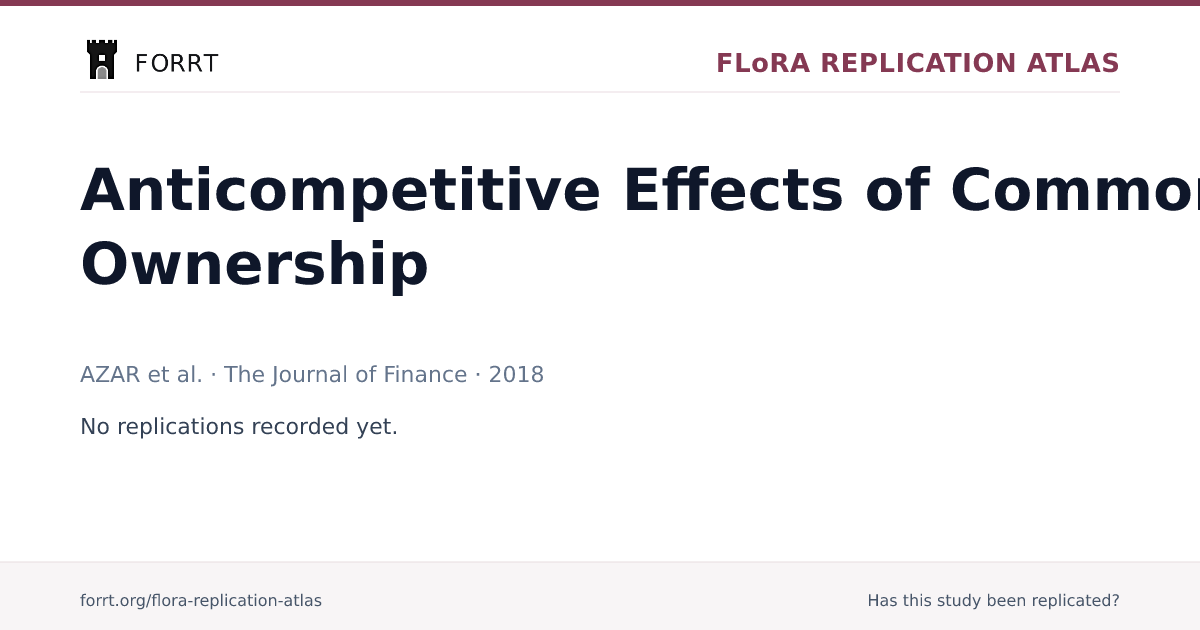 FORRT
FLoRA REPLICATION ATLAS
Anticompetitive Effects of Commo
Ownership
AZAR et al. · The Journal of Finance · 2018
No replications recorded yet.
forrt.org/flora-replication-atlas
Has this study been replicated?